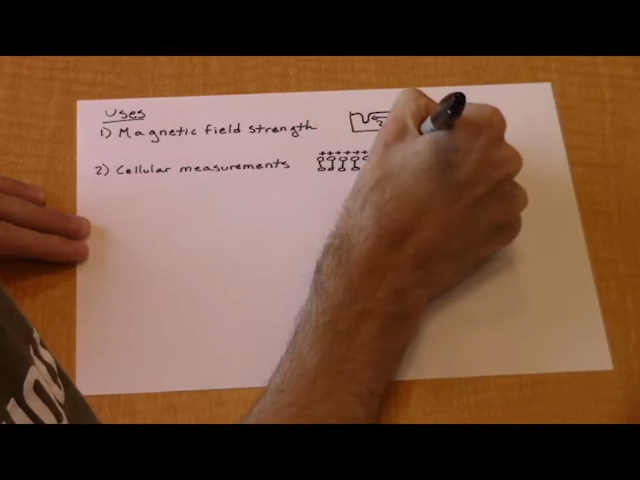 Uses
1) Magnetic field strength
2) Cellular measurements
+++++